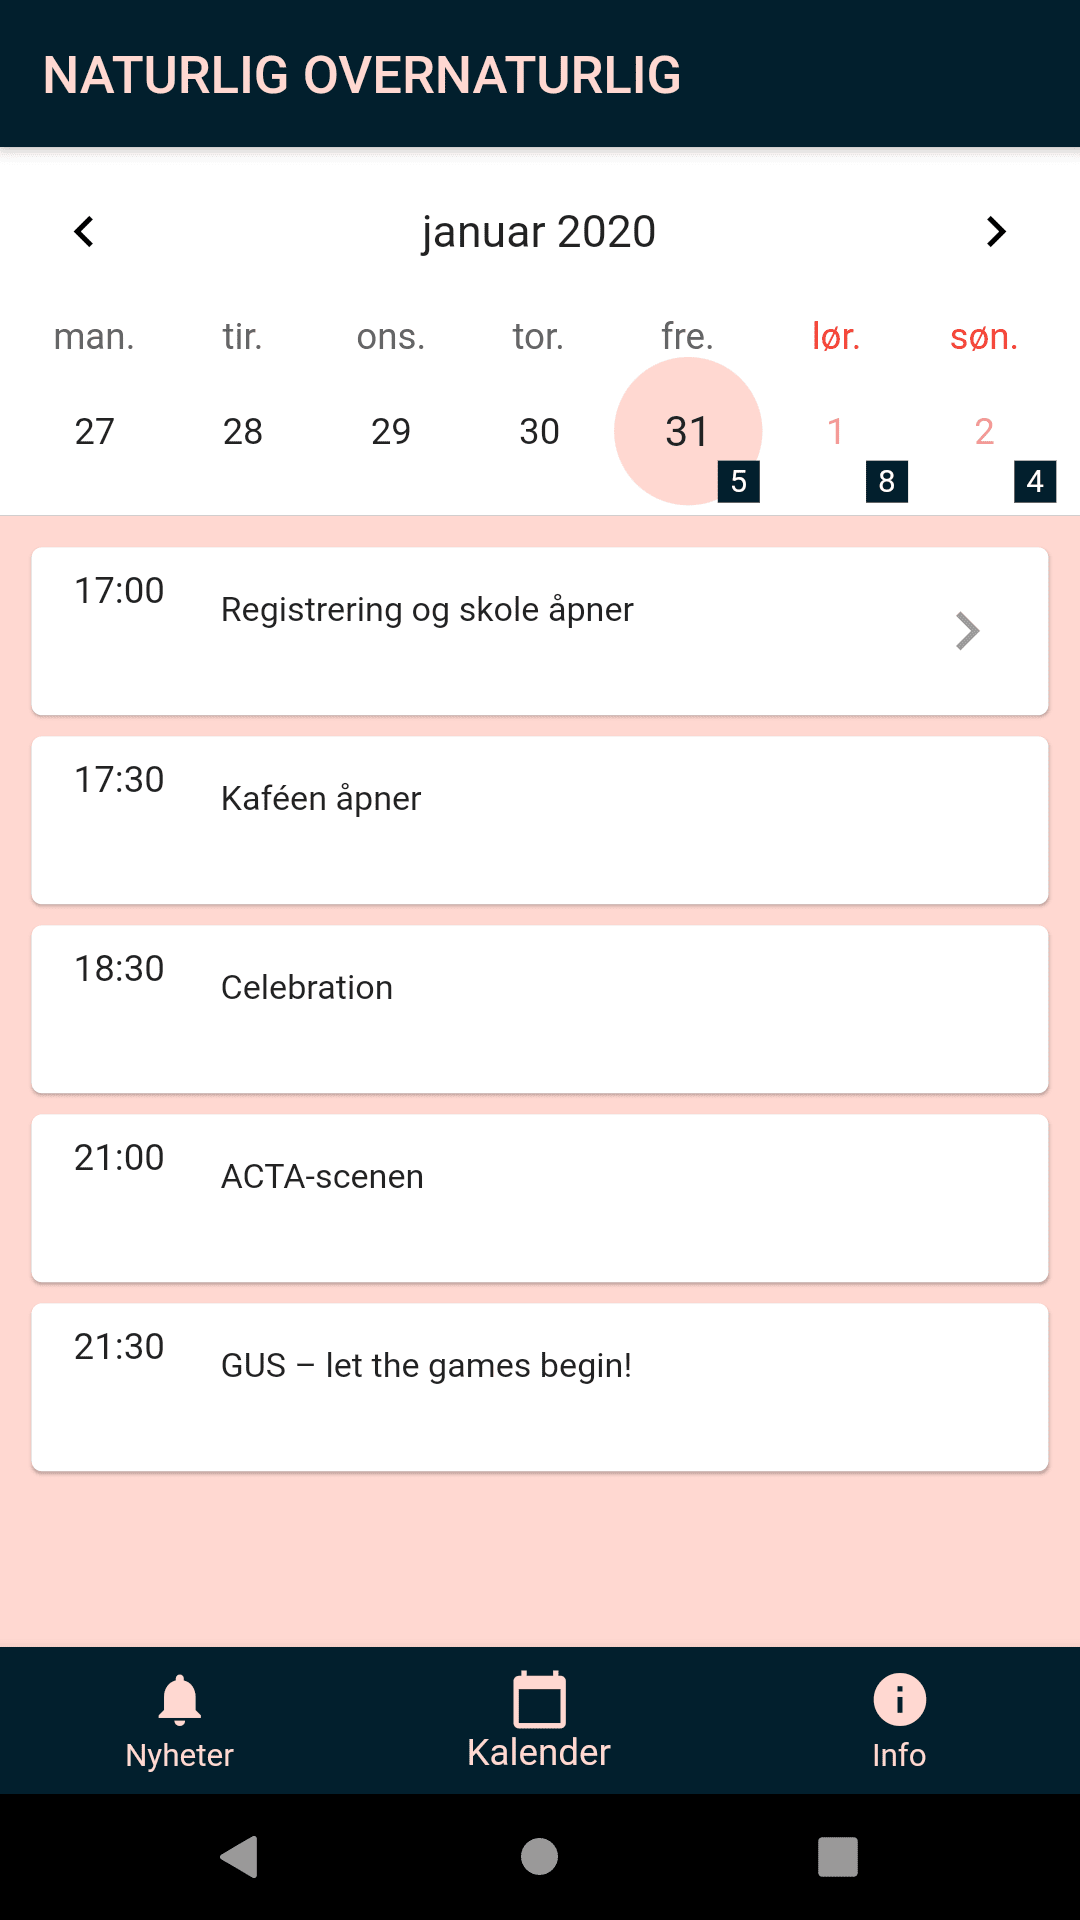 NATURLIG OVERNATURLIG
januar 2020
man. tir. ons. tor. fre. lør. søn.
27 28 29 30 31 1 2
5 8 4
17:00
Registrering og skole åpner
17:30
Kaféen åpner
18:30
Celebration
21:00
ACTA-scenen
21:30
GUS – let the games begin!
Nyheter Kalender Info